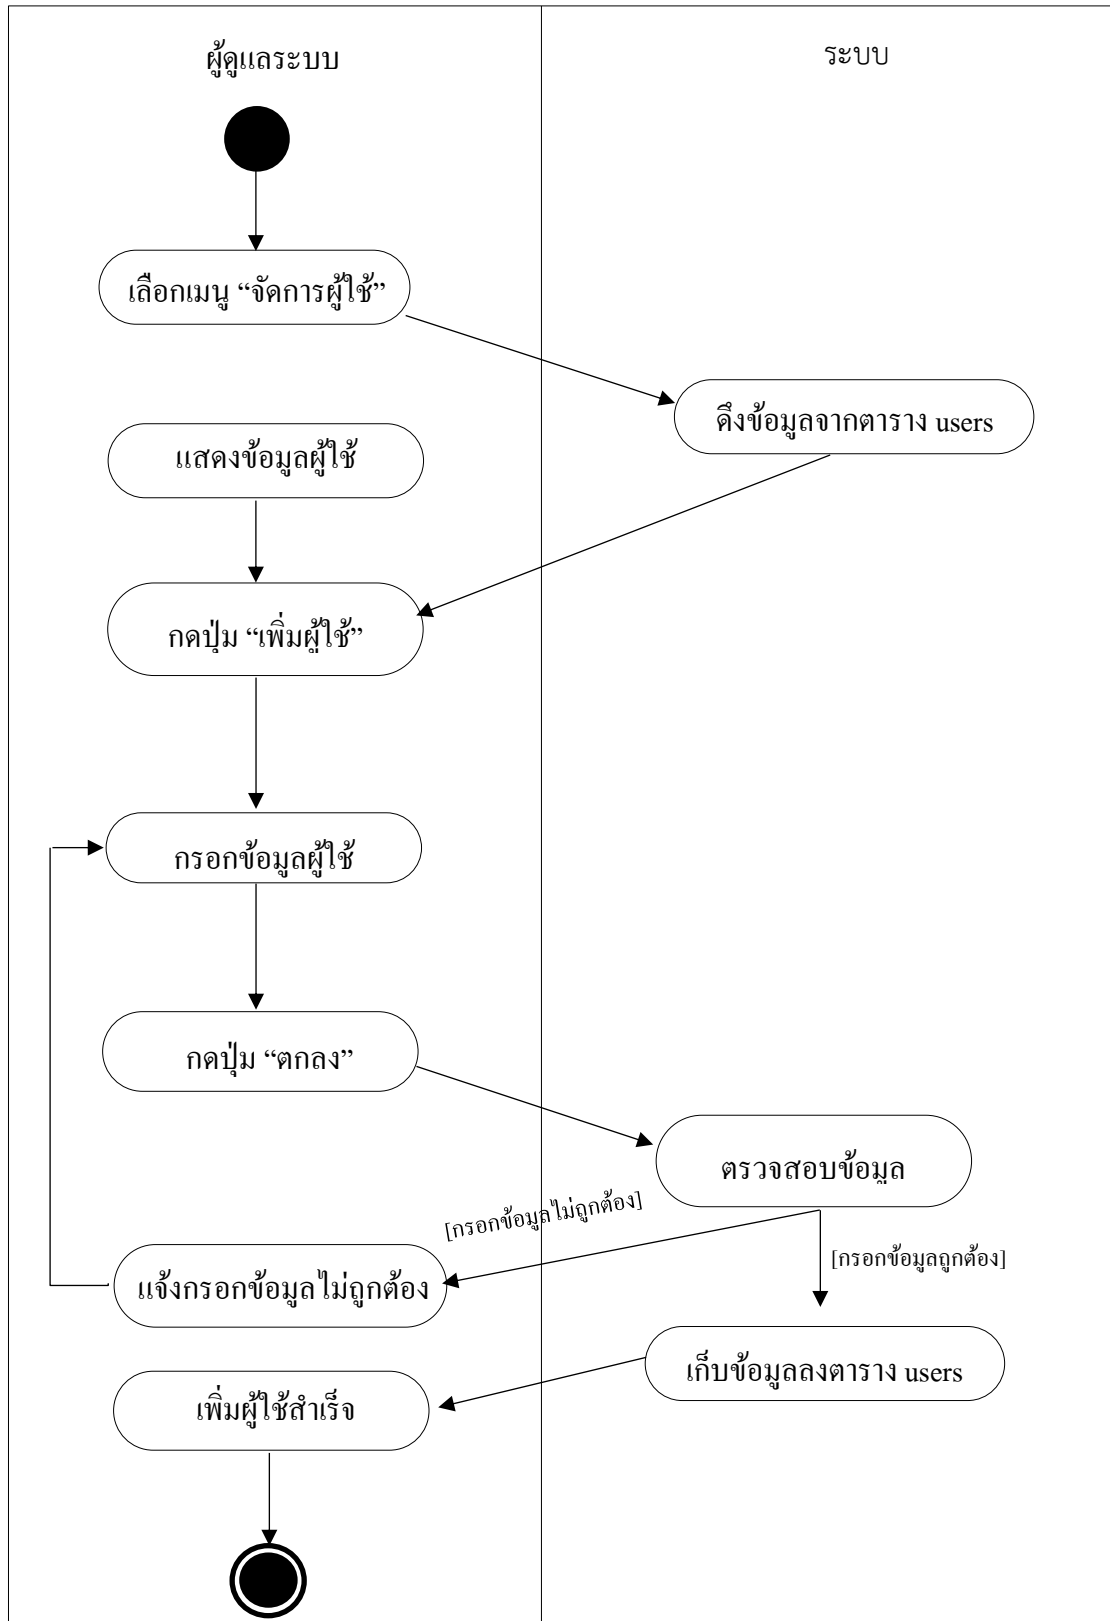 ผู้ดูแลระบบ
ระบบ
เลือกเมนู “จัดการผู้ใช้”
ดึงข้อมูลจากตาราง users
แสดงข้อมูลผู้ใช้
กดปุ่ม “เพิ่มผู้ใช้”
กรอกข้อมูลผู้ใช้
กดปุ่ม “ตกลง”
ตรวจสอบข้อมูล
[กรอกข้อมูลไม่ถูกต้อง]
[กรอกข้อมูลถูกต้อง]
แจ้งกรอกข้อมูลไม่ถูกต้อง
เก็บข้อมูลลงตาราง users
เพิ่มผู้ใช้สำเร็จ